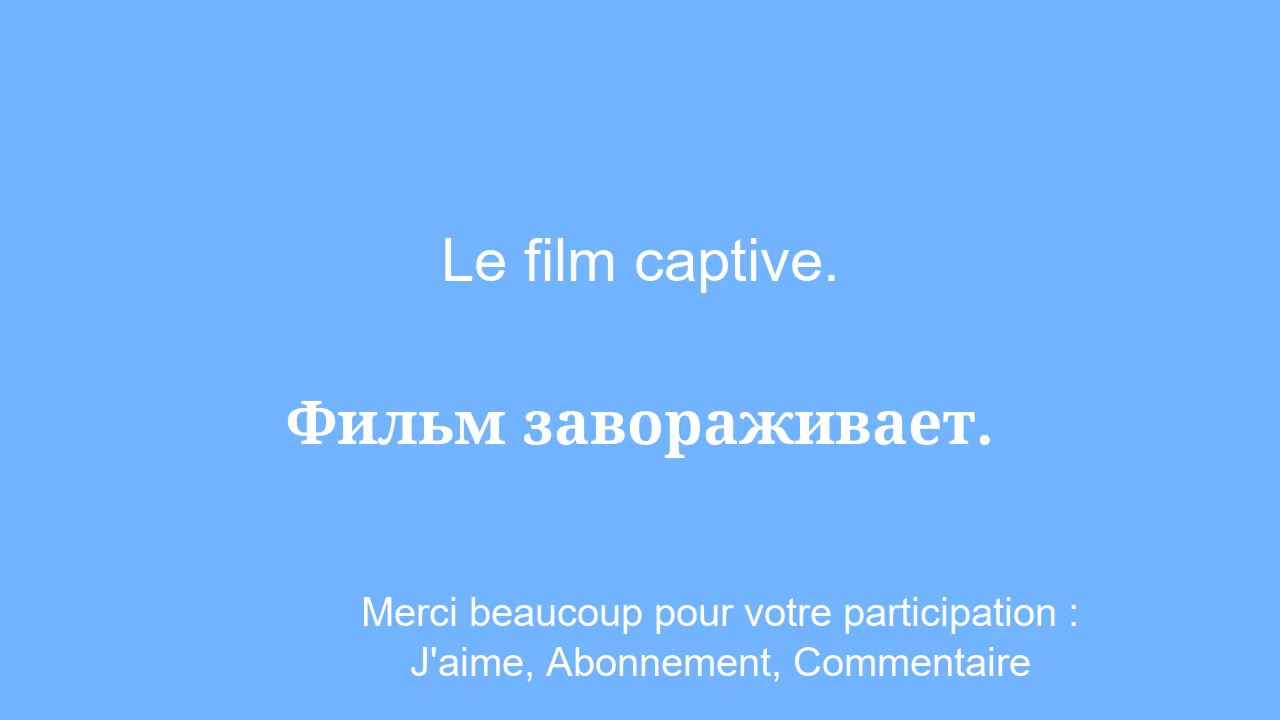 Le film captive.
Фильм завораживает.
Merci beaucoup pour votre participation :
J'aime, Abonnement, Commentaire